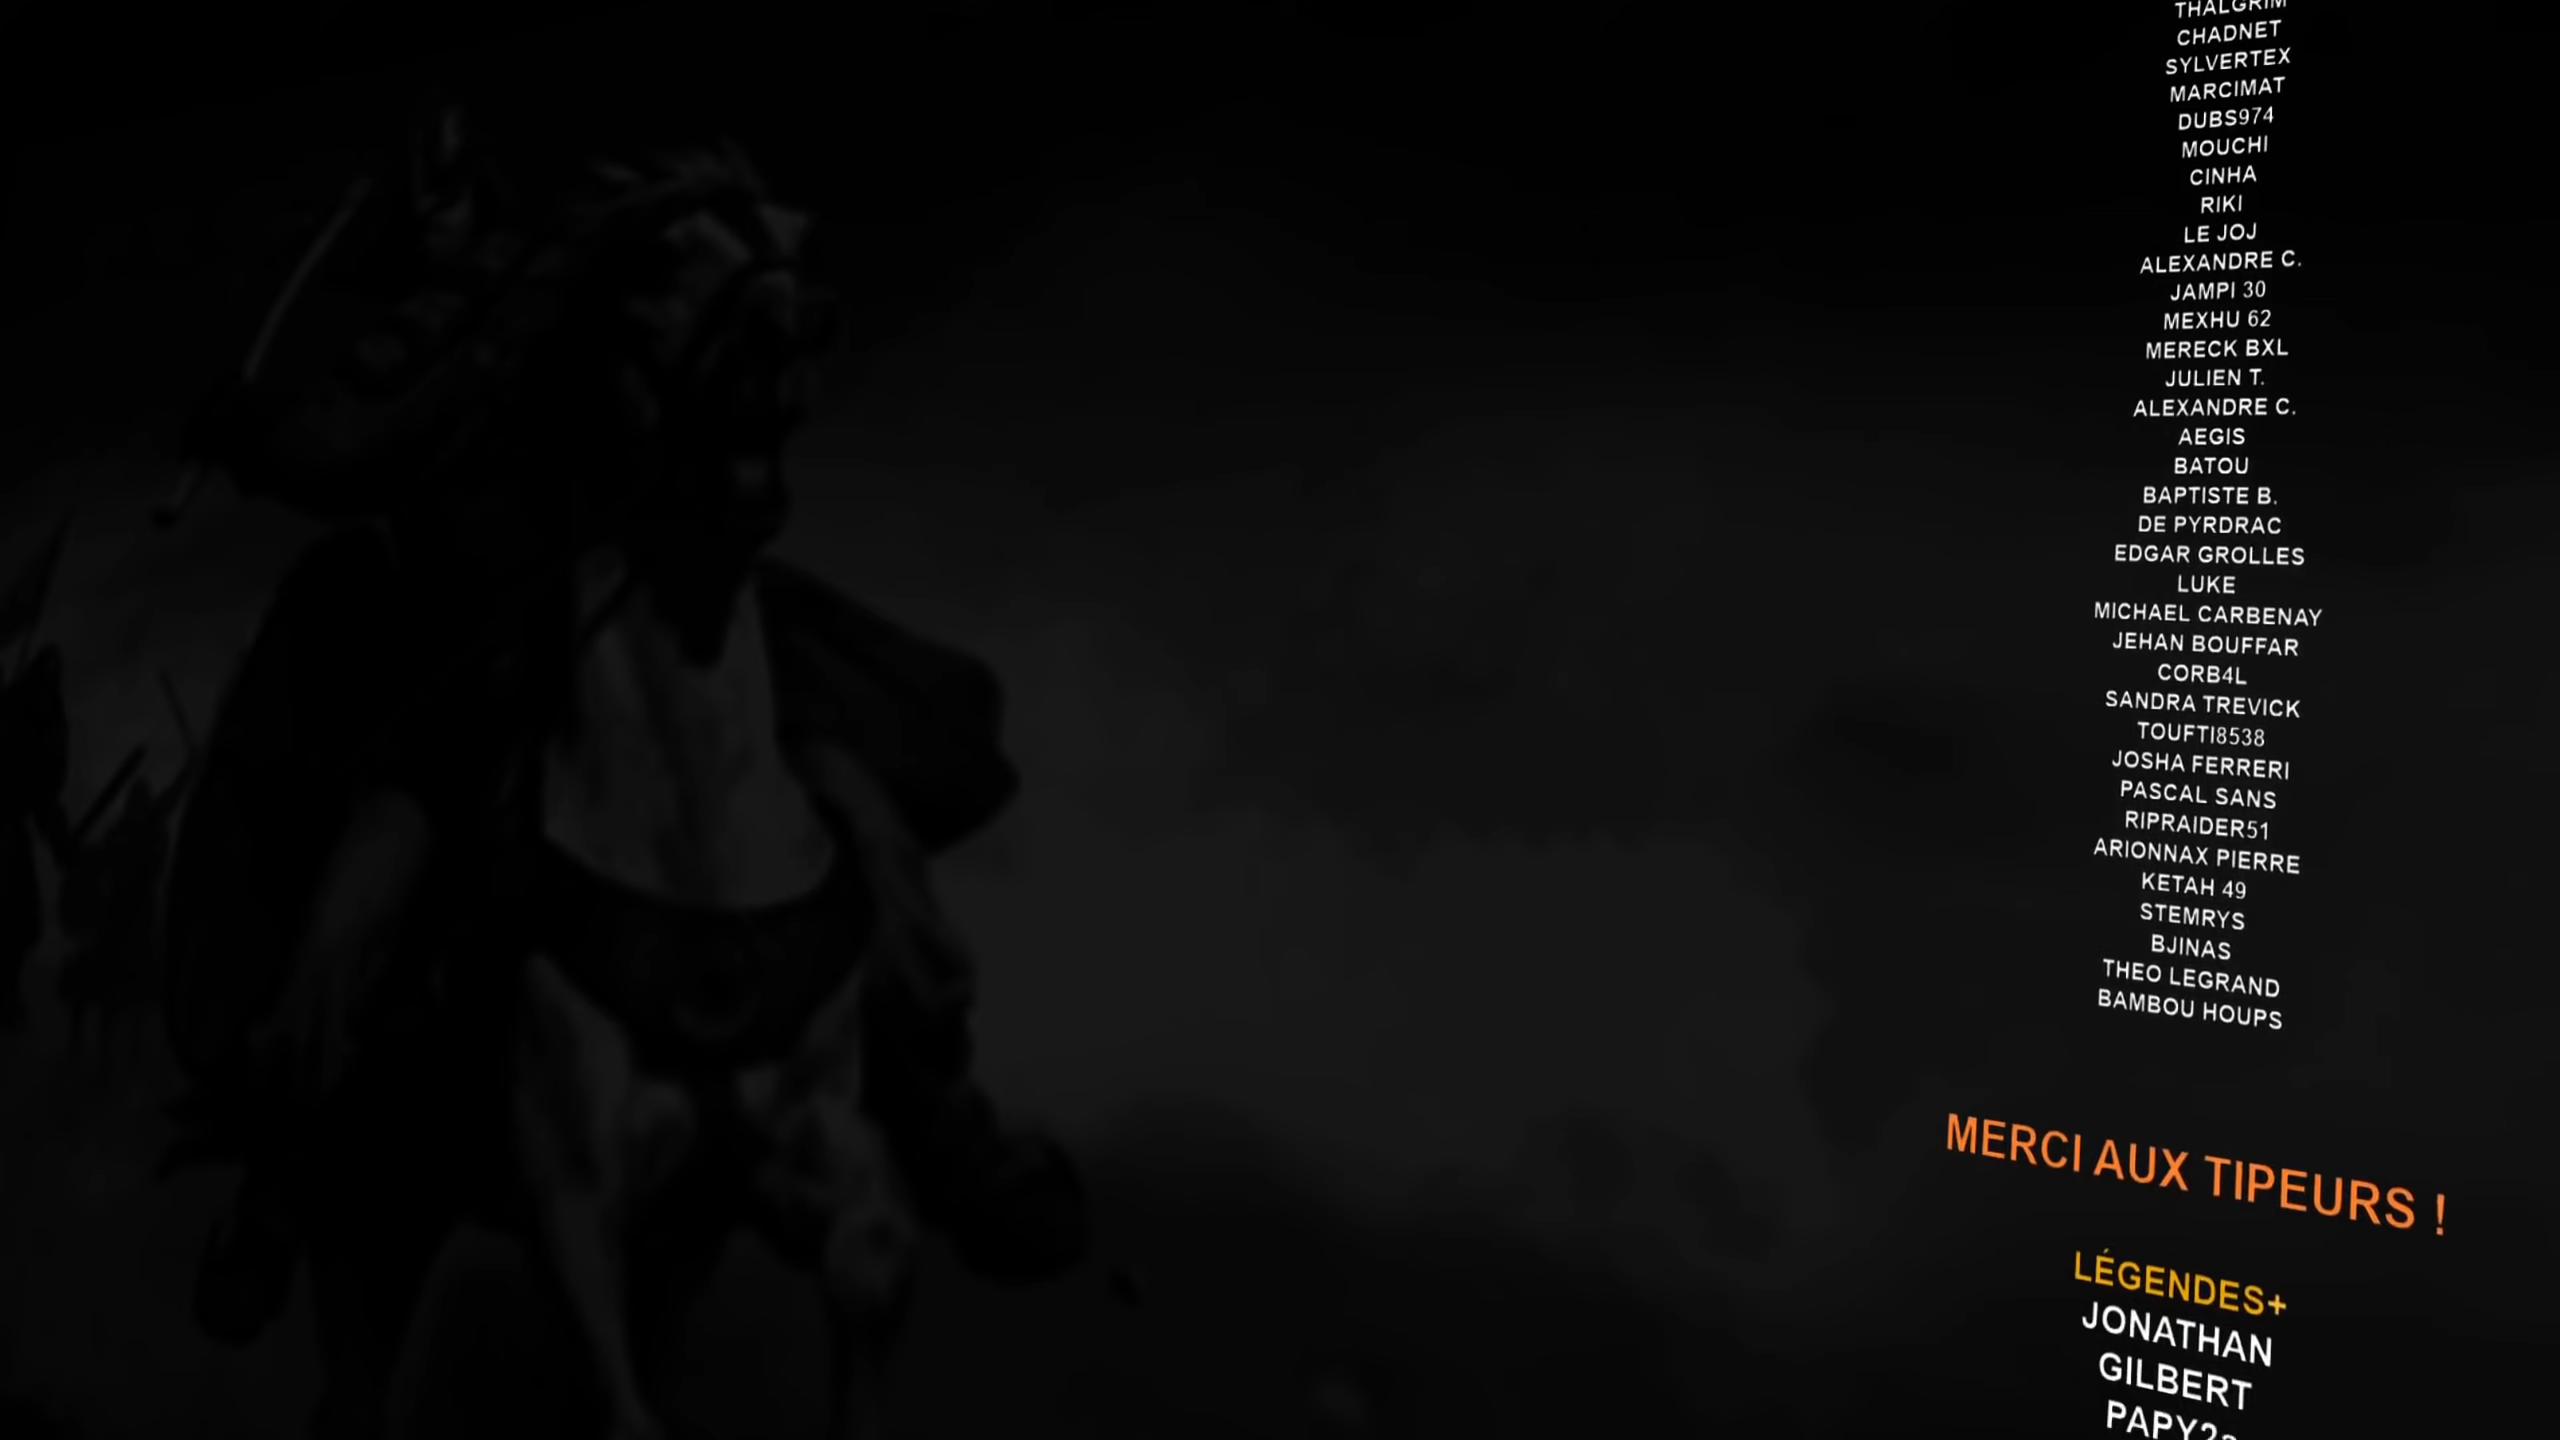 THALGRIM
CHADNET
SYLVERTEX
MARCIMAT
DUBS974
MOUCHI
CINHA
RIKI
LE JOJ
ALEXANDRE C.
JAMPI 30
MEXHU 62
MERECK BXL
JULIEN T.
ALEXANDRE C.
AEGIS
BATOU
BAPTISTE B.
DE PYRDRAC
EDGAR GROLLES
LUKE
MICHAEL CARBENAY
JEHAN BOUFFAR
CORB4L
SANDRA TREVICK
TOUFTI8538
JOSHA FERRERI
PASCAL SANS
RIPRAIDER51
ARIONNAX PIERRE
KETAH 49
STEMRYS
BJINAS
THEO LEGRAND
BAMBOU HOUPS
MERCI AUX TIPEURS !
LÉGENDES+
JONATHAN
GILBERT